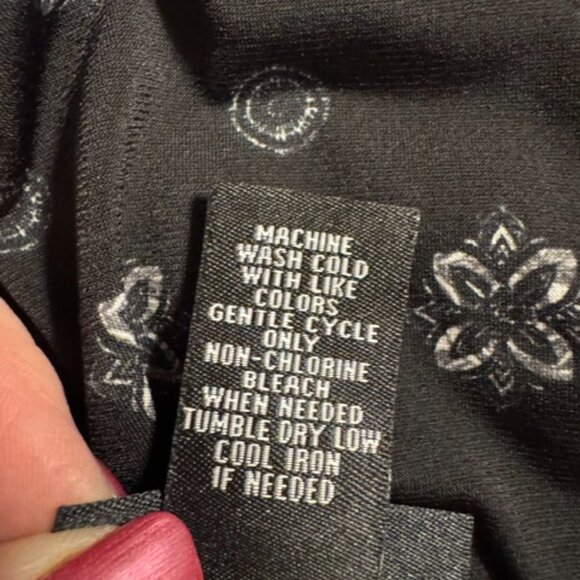 MACHINE
WASH COLD
WITH LIKE
COLORS
GENTLE CYCLE
ONLY
NON-CHLORINE
BLEACH
WHEN NEEDED
TUMBLE DRY LOW
COOL IRON
IF NEEDED